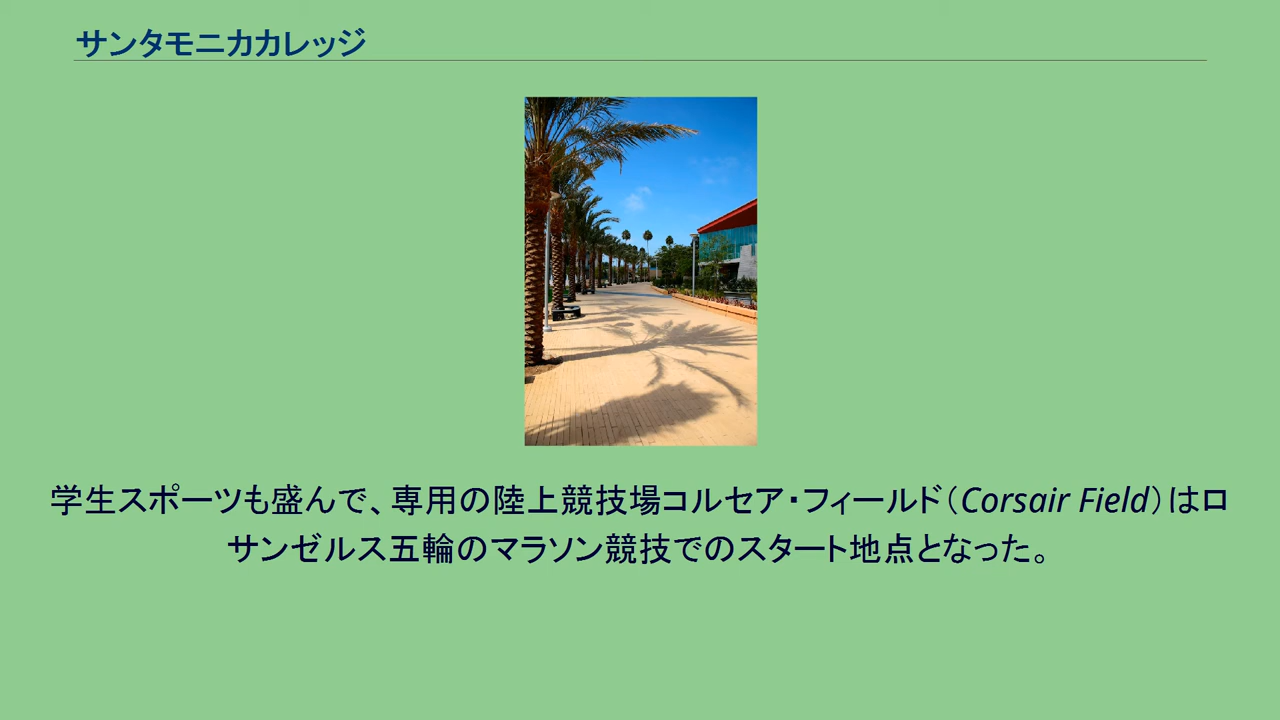 サンタモニカカレッジ
学生スポーツも盛んで、専用の陸上競技場コルセア・フィールド（Corsair Field）はロ
サンゼルス五輪のマラソン競技でのスタート地点となった。